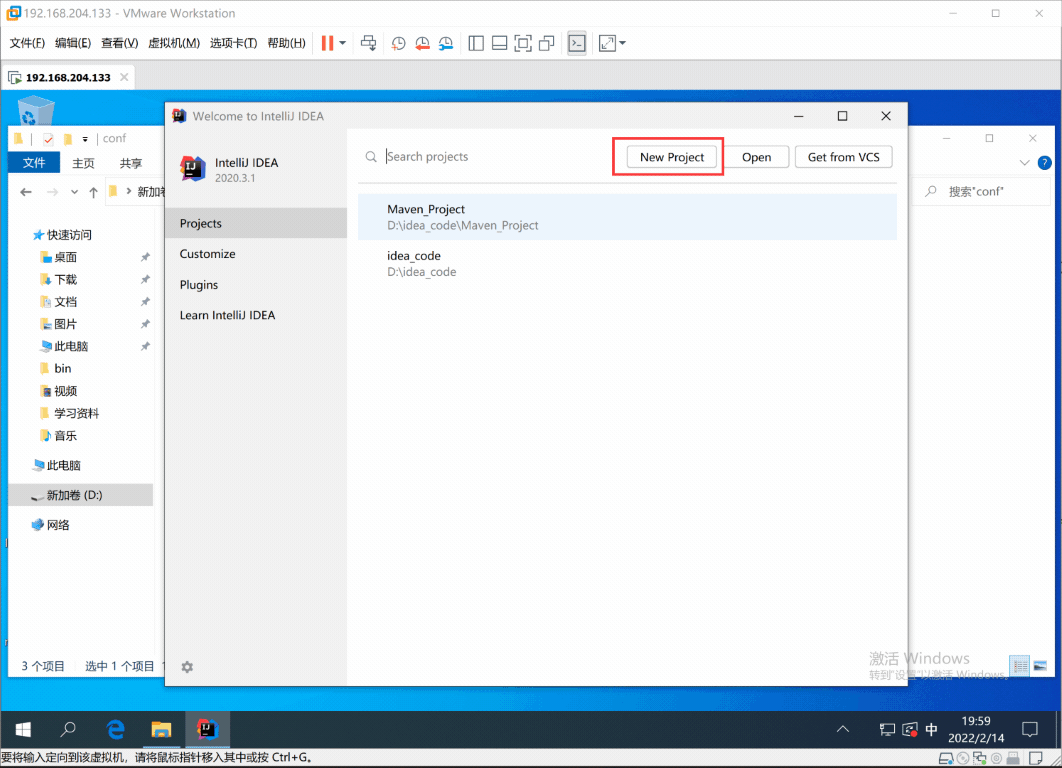 192.168.204.133 - VMware Workstation
文件(F) 编辑(E) 查看(V) 虚拟机(M) 选项卡(T) 帮助(H)
192.168.204.133
Welcome to IntelliJ IDEA
conf
文件 主页 共享
新加卷
搜索"conf"
IntelliJ IDEA
2020.3.1
Search projects
New Project
Open
Get from VCS
Projects
Customize
Plugins
Learn IntelliJ IDEA
Maven_Project
D:\idea_code\Maven_Project
idea_code
D:\idea_code
快速访问
桌面
下载
文档
图片
此电脑
bin
视频
学习资料
音乐
此电脑
新加卷 (D:)
网络
3 个项目 选中 1 个项目 1
激活 Windows
转到"设置"以激活 Windows。
中
19:59
2022/2/14
要将输入定向到该虚拟机，请将鼠标指针移入其中或按 Ctrl+G。